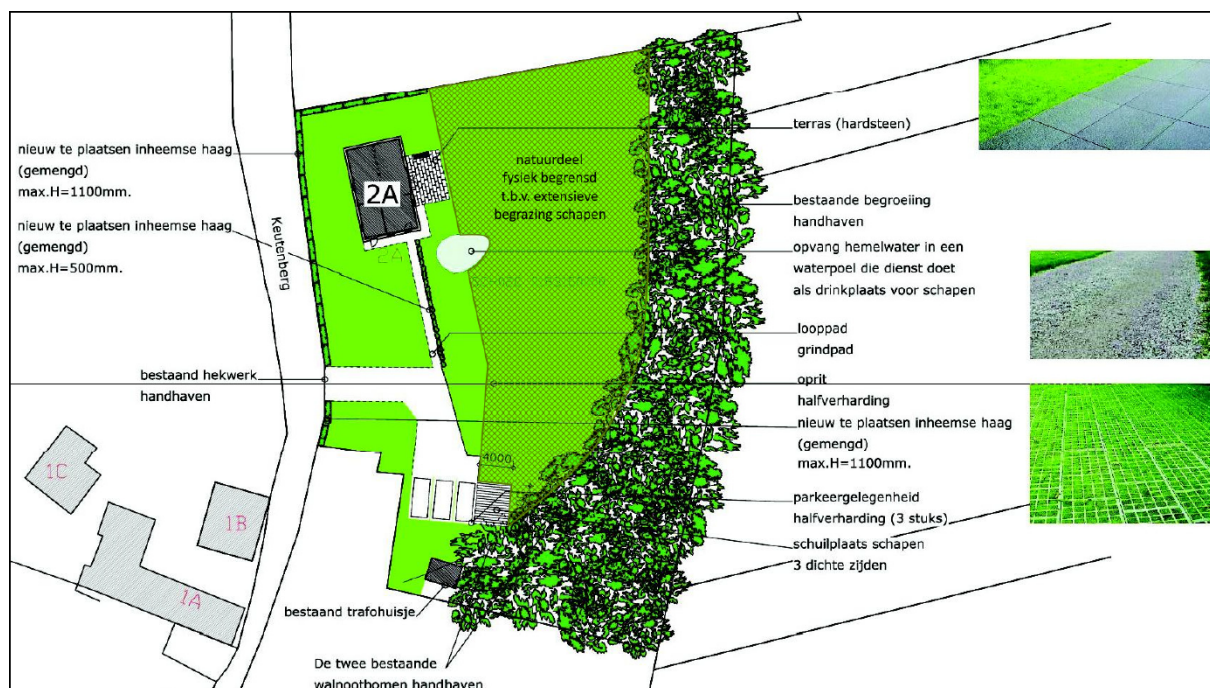 nieuw te plaatsen inheemse haag
(gemengd)
max.H=1100mm.
nieuw te plaatsen inheemse haag
(gemengd)
max.H=500mm.
Keutenberg
bestaand hekwerk
handhaven
1C
1B
1A
2A
2A
natuurdeel
fysiek begrensd
t.b.v. extensieve
begrazing schapen
4000
bestaand trafohuisje
De twee bestaande
walnootbomen handhaven
terras (hardsteen)
bestaande begroeiing
handhaven
opvang hemelwater in een
waterpoel die dienst doet
als drinkplaats voor schapen
looppad
grindpad
oprit
halfverharding
nieuw te plaatsen inheemse haag
(gemengd)
max.H=1100mm.
parkeergelegenheid
halfverharding (3 stuks)
schuilplaats schapen
3 dichte zijden